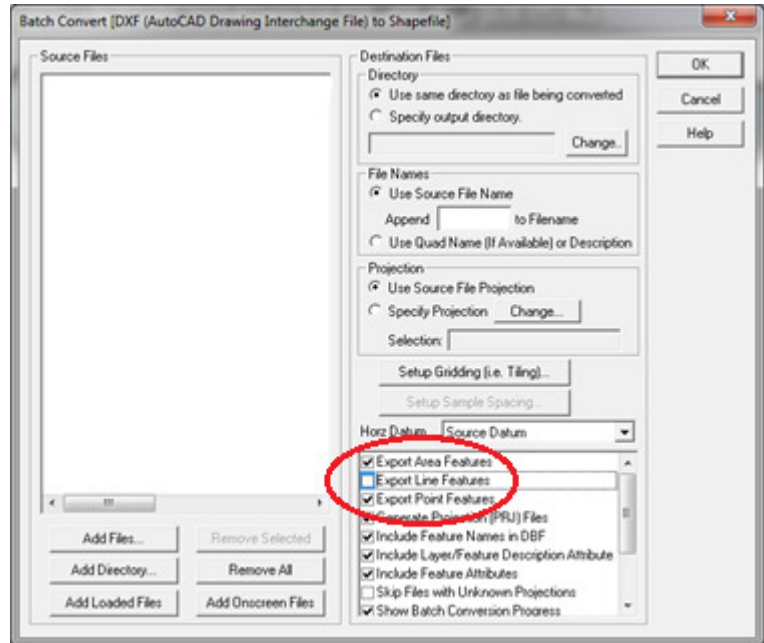 Batch Convert [DXF (AutoCAD Drawing Interchange File) to Shapefile]
Source Files
Add Files...
Remove Selected
Add Directory...
Remove All
Add Loaded Files
Add Onscreen Files
Destination Files
Directory
Use same directory as file being converted
Specify output directory.
Change..
File Names
Use Source File Name
Append to Filename
Use Quad Name (If Available) or Description
Projection
Use Source File Projection
Specify Projection Change...
Selection:
Setup Gridding (i.e. Tiling)...
Setup Sample Spacing...
Horz Datum Source Datum
Export Area Features
Export Line Features
Export Point Features
Generate Projection (PRJ) Files
Include Feature Names in DBF
Include Layer/Feature Description Attribute
Include Feature Attributes
Skip Files with Unknown Projections
Show Batch Conversion Progress
OK
Cancel
Help